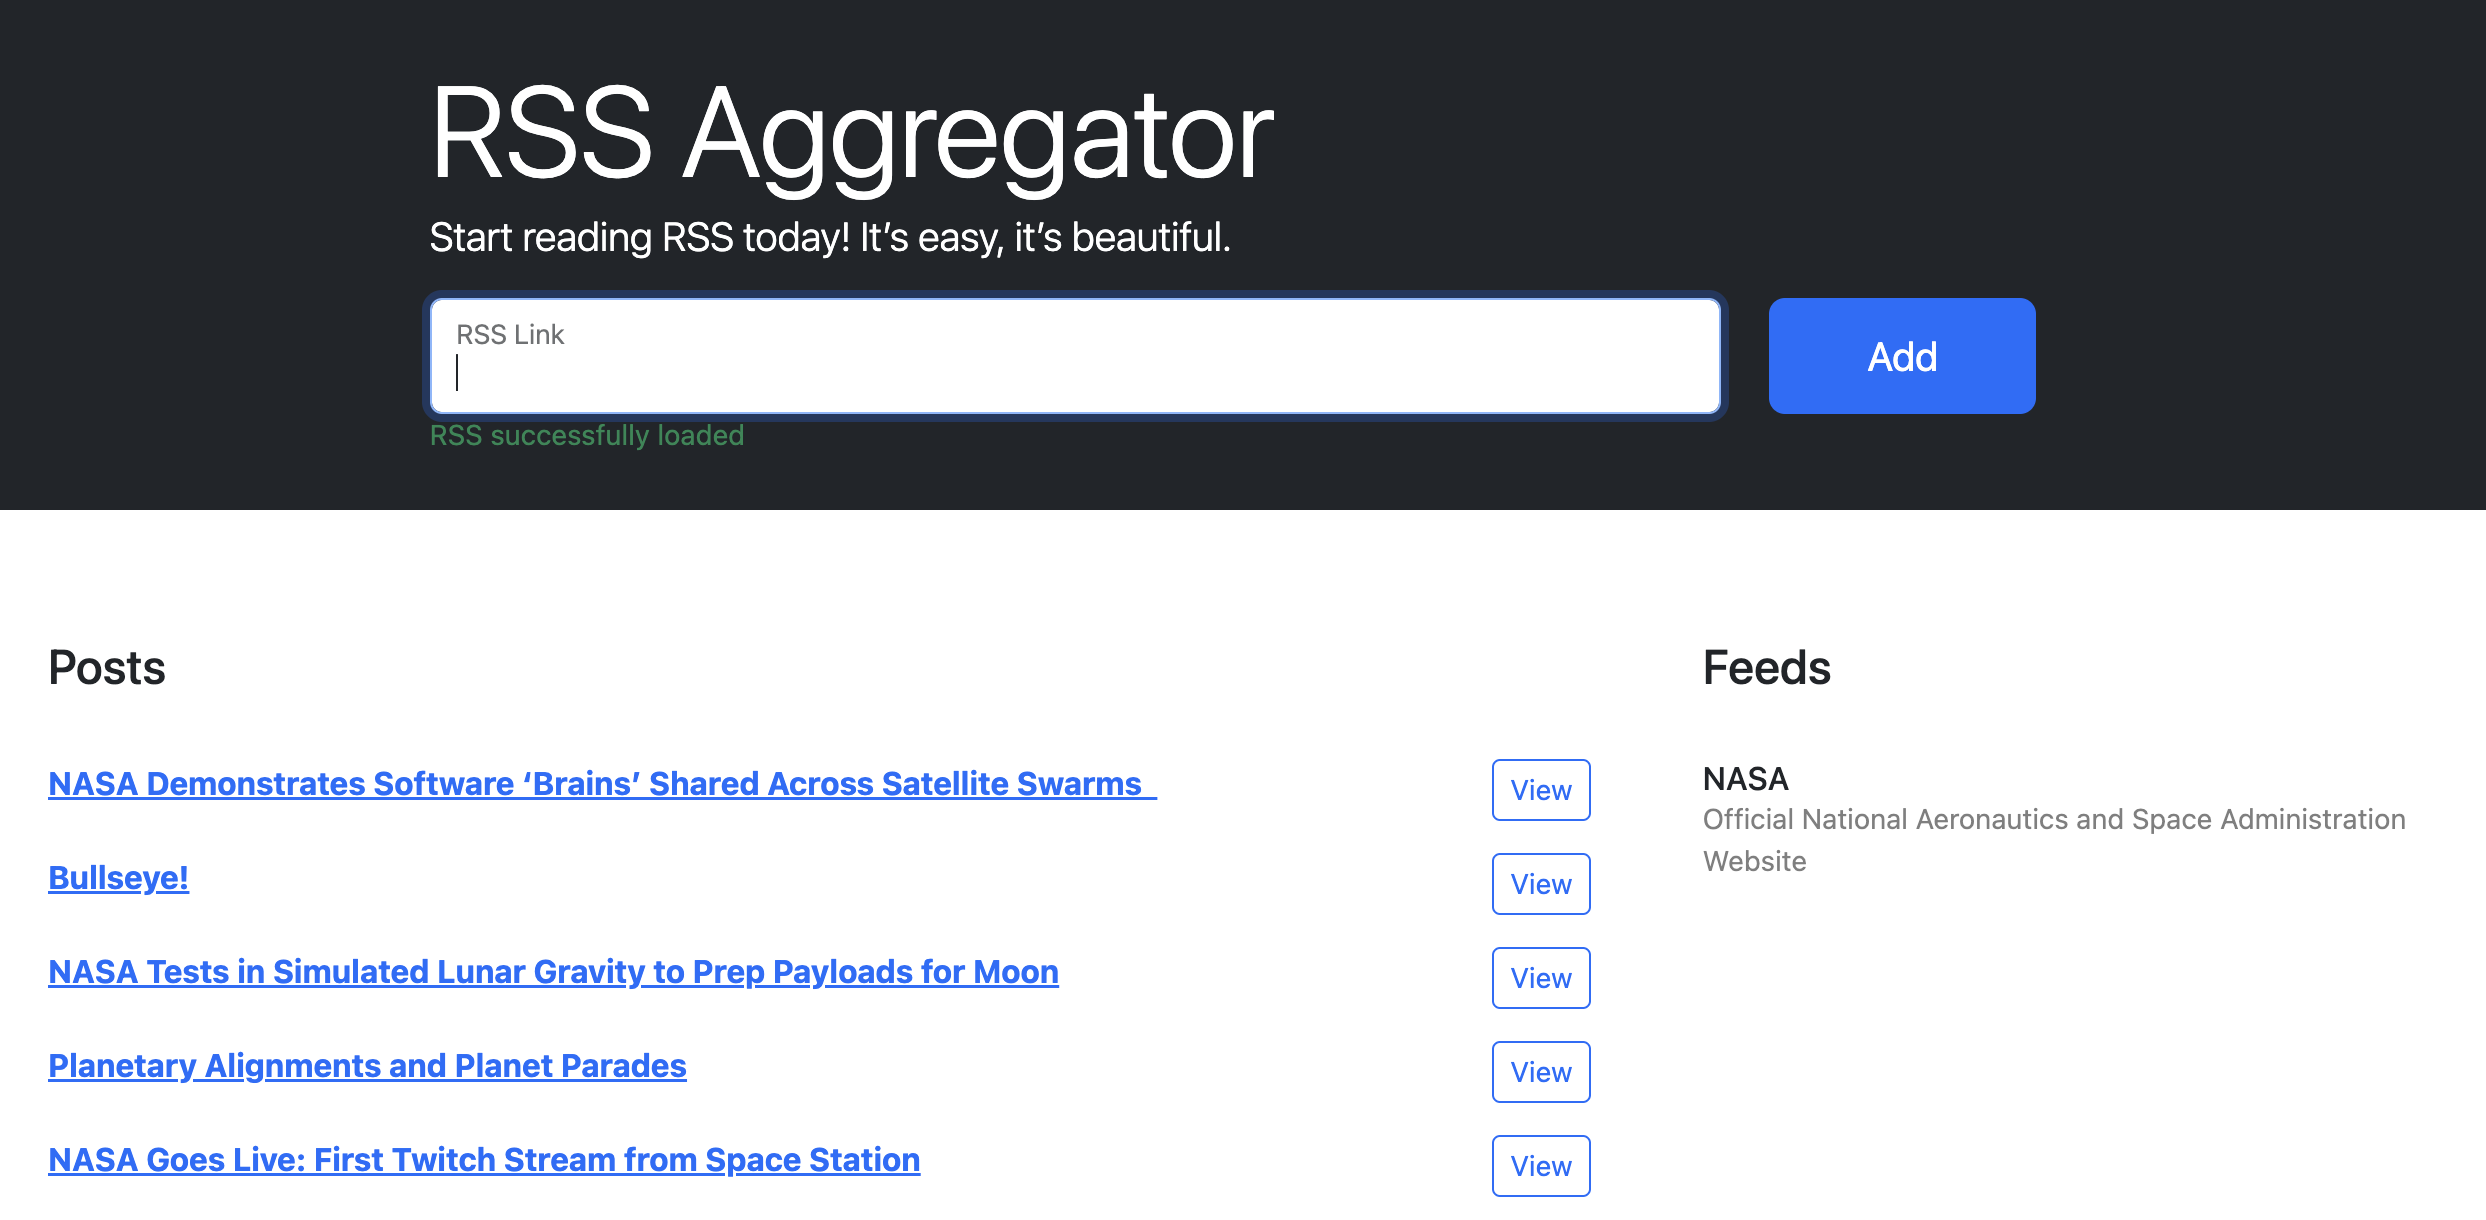 RSS Aggregator
Start reading RSS today! It’s easy, it’s beautiful.
RSS Link
Add
RSS successfully loaded
Posts
NASA Demonstrates Software ‘Brains’ Shared Across Satellite Swarms
View
Bullseye!
View
NASA Tests in Simulated Lunar Gravity to Prep Payloads for Moon
View
Planetary Alignments and Planet Parades
View
NASA Goes Live: First Twitch Stream from Space Station
View
Feeds
NASA
Official National Aeronautics and Space Administration
Website